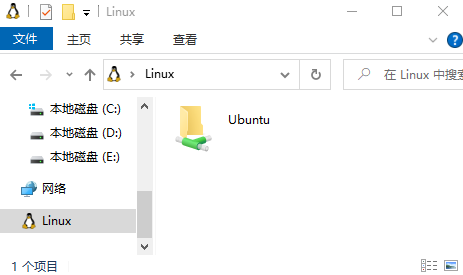 Linux
文件 主页 共享 查看
Linux 在 Linux 中搜索
本地磁盘 (C:)
Ubuntu
本地磁盘 (D:)
本地磁盘 (E:)
网络
Linux
1 个项目